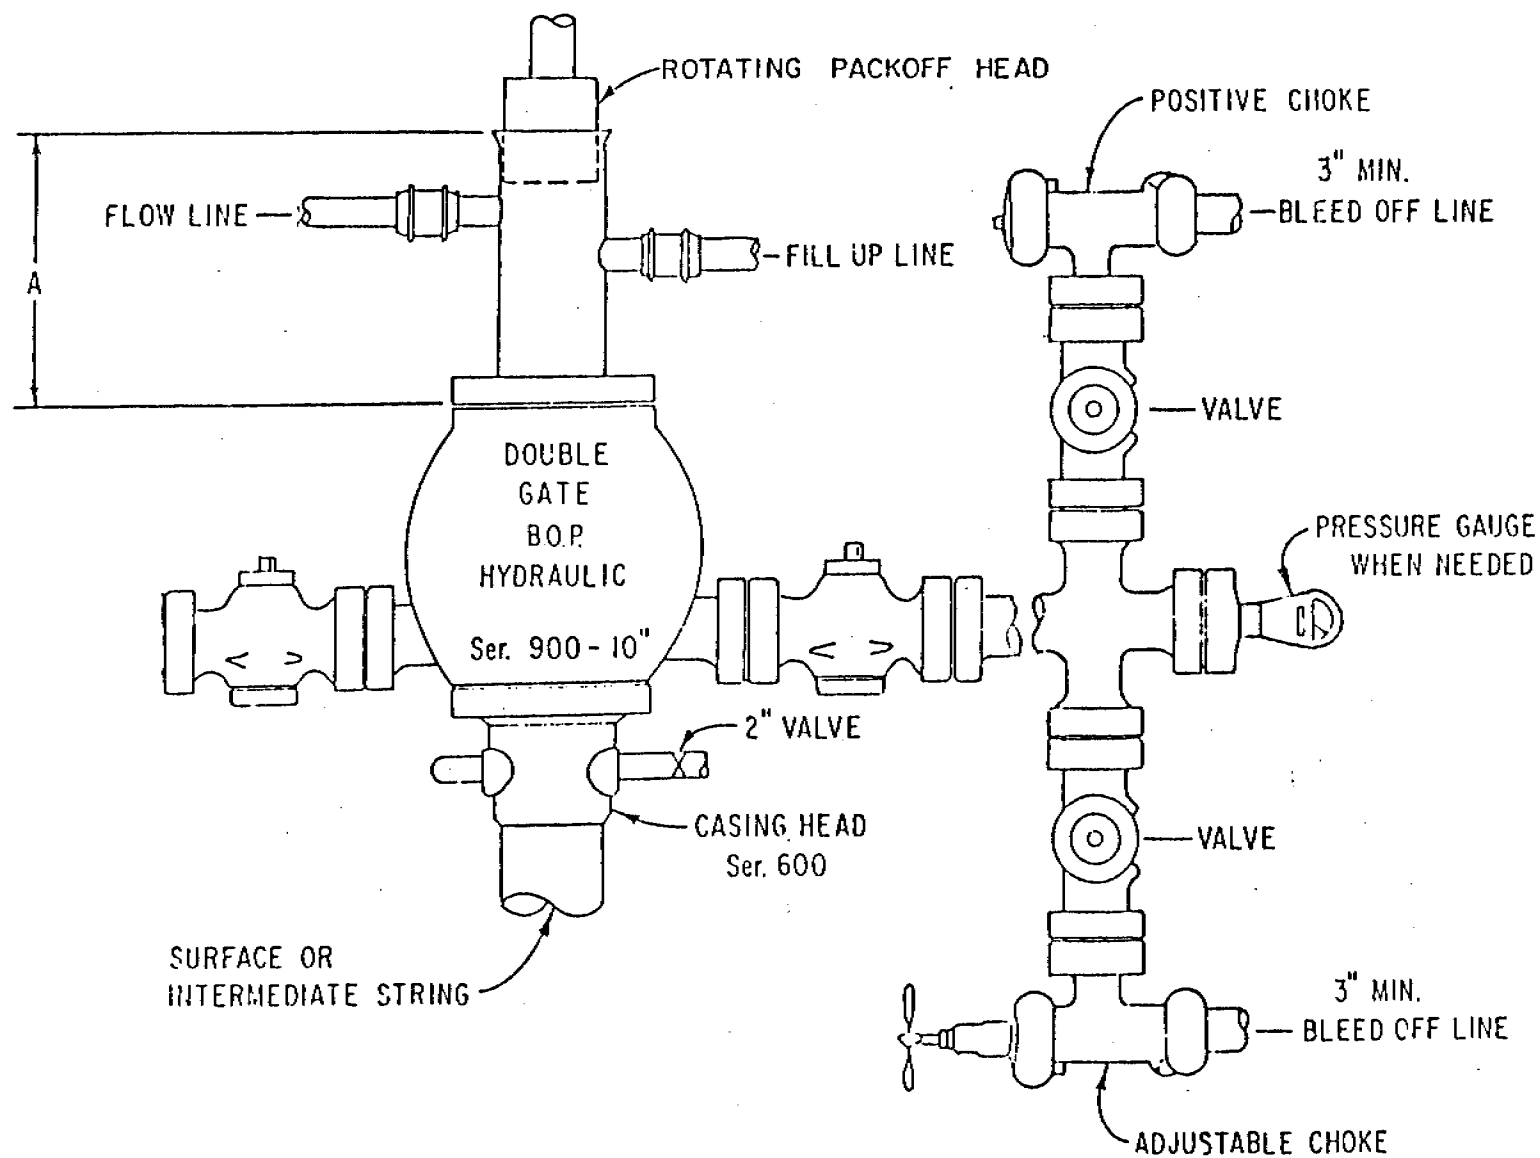 ROTATING PACKOFF HEAD
POSITIVE CHOKE
3" MIN.
BLEED OFF LINE
FLOW LINE
FILL UP LINE
A
VALVE
DOUBLE
GATE
B.O.P.
HYDRAULIC
Ser. 900-10"
PRESSURE GAUGE
WHEN NEEDED
2" VALVE
CASING HEAD
Ser. 600
VALVE
SURFACE OR
INTERMEDIATE STRING
3" MIN.
BLEED OFF LINE
ADJUSTABLE CHOKE